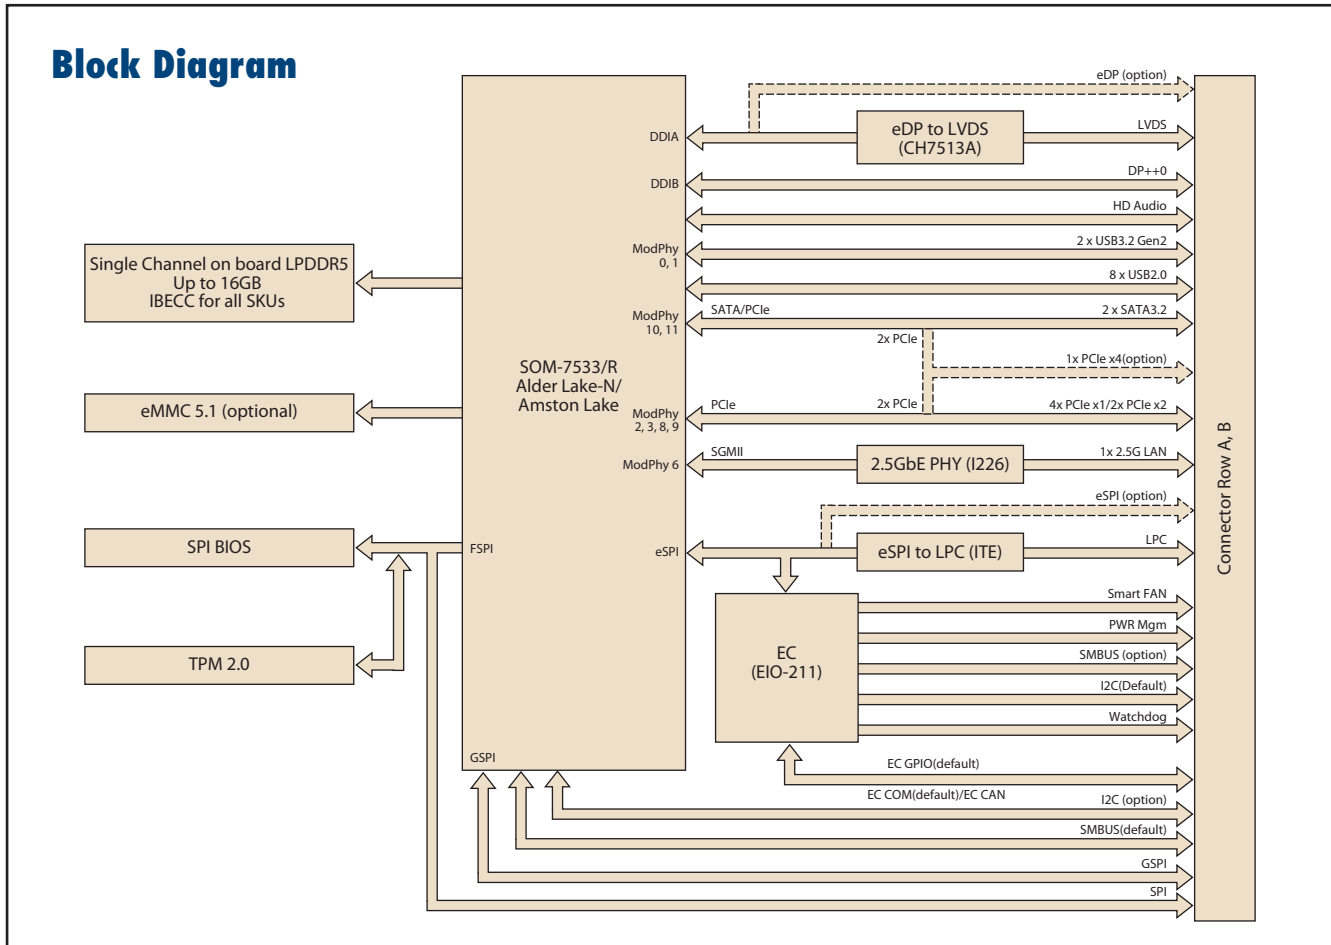 Block Diagram
eDP (option)
DDIA
eDP to LVDS
(CH7513A)
LVDS
DDIB
DP++0
HD Audio
ModPhy
0, 1
2 x USB3.2 Gen2
8 x USB2.0
ModPhy
10, 11
SATA/PCIe
2 x SATA3.2
2x PCIe
1x PCIe x4(option)
2x PCIe
ModPhy
2, 3, 8, 9
PCIe
4x PCIe x1/2x PCIe x2
ModPhy 6
SGMII
2.5GbE PHY (I226)
1x 2.5G LAN
eSPI (option)
eSPI
eSPI to LPC (ITE)
LPC
Single Channel on board LPDDR5
Up to 16GB
IBECC for all SKUs
SOM-7533/R
Alder Lake-N/
Amston Lake
eMMC 5.1 (optional)
SPI BIOS
FSPI
TPM 2.0
GSPI
EC
(EIO-211)
Smart FAN
PWR Mgm
SMBUS (option)
I2C(Default)
Watchdog
EC GPIO(default)
EC COM(default)/EC CAN
I2C (option)
SMBUS(default)
GSPI
SPI
Connector Row A, B